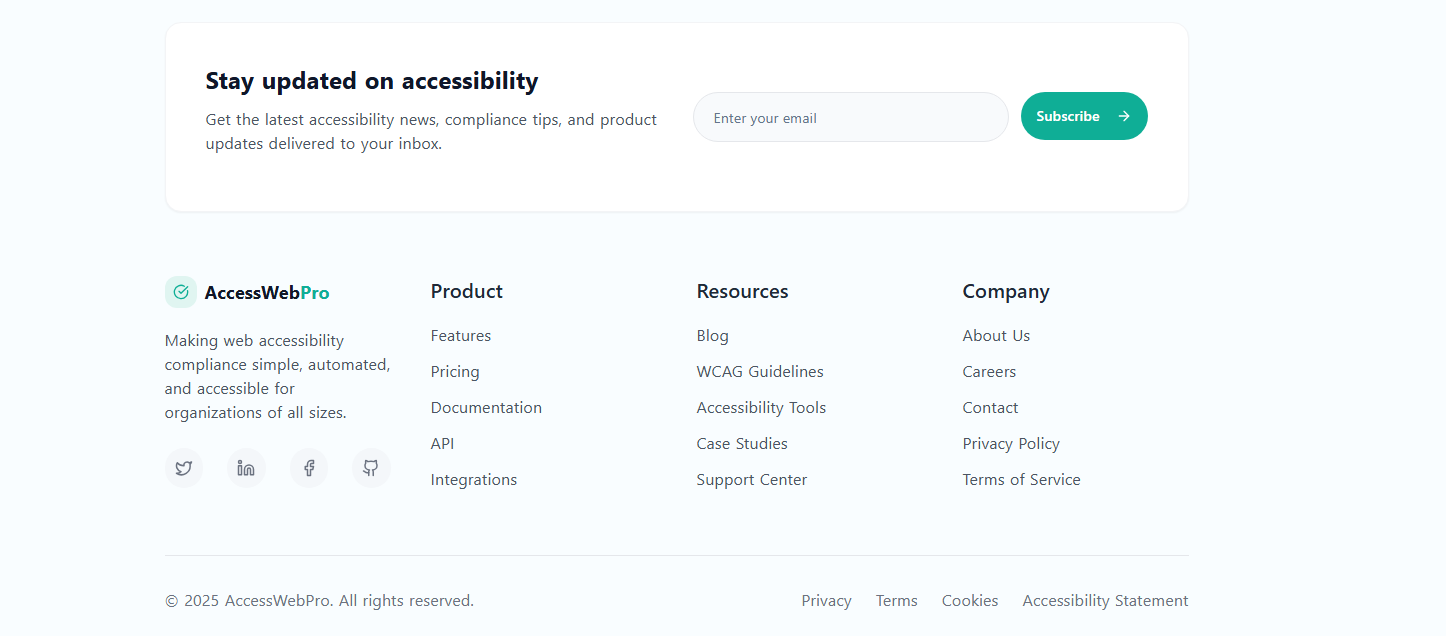 Stay updated on accessibility
Get the latest accessibility news, compliance tips, and product
updates delivered to your inbox.
Enter your email
Subscribe
AccessWebPro
Making web accessibility
compliance simple, automated,
and accessible for
organizations of all sizes.
Product
Features
Pricing
Documentation
API
Integrations
Resources
Blog
WCAG Guidelines
Accessibility Tools
Case Studies
Support Center
Company
About Us
Careers
Contact
Privacy Policy
Terms of Service
© 2025 AccessWebPro. All rights reserved.
Privacy Terms Cookies Accessibility Statement